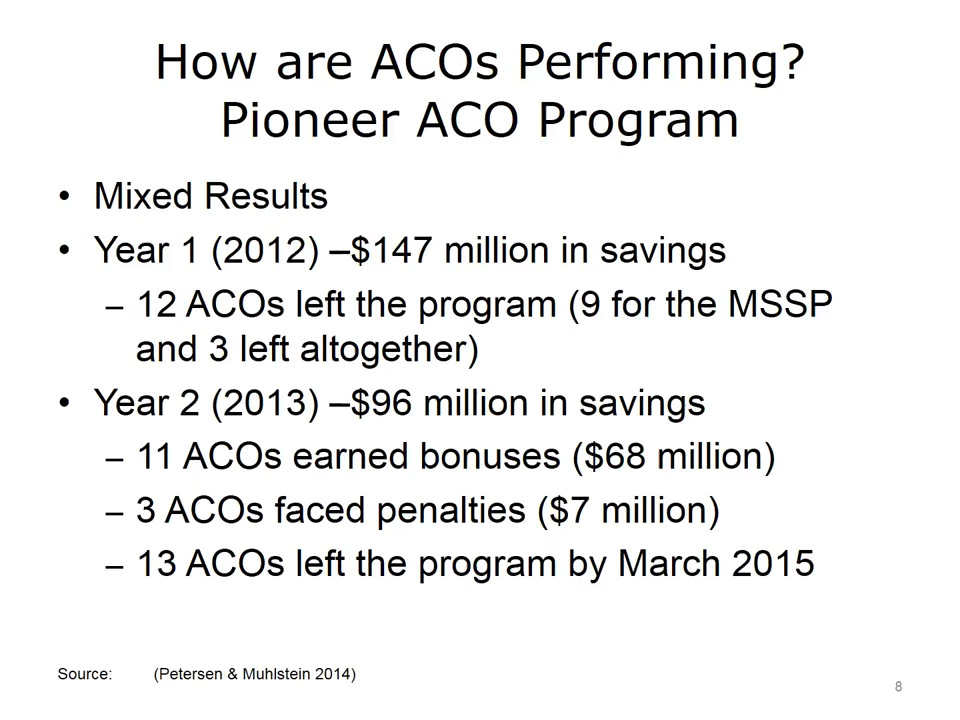 How are ACOs Performing?
Pioneer ACO Program
• Mixed Results
• Year 1 (2012) –$147 million in savings
– 12 ACOs left the program (9 for the MSSP
and 3 left altogether)
• Year 2 (2013) –$96 million in savings
– 11 ACOs earned bonuses ($68 million)
– 3 ACOs faced penalties ($7 million)
– 13 ACOs left the program by March 2015
Source: (Petersen & Muhlstein 2014)
8